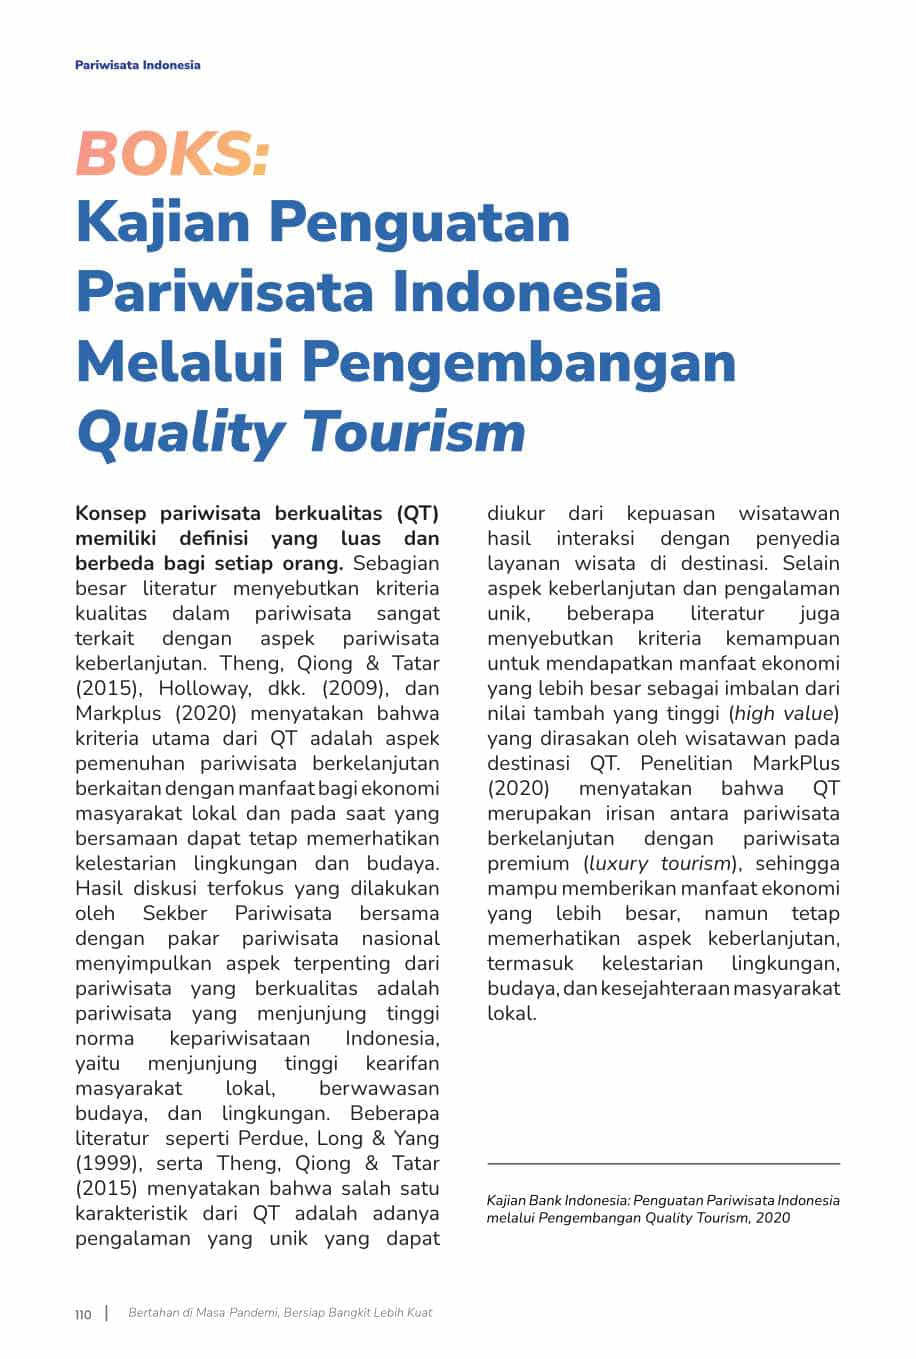 Pariwisata Indonesia
BOKS:
Kajian Penguatan
Pariwisata Indonesia
Melalui Pengembangan
Quality Tourism
Konsep pariwisata berkualitas (QT)
memiliki definisi yang luas dan
berbeda bagi setiap orang. Sebagian
besar literatur menyebutkan kriteria
kualitas dalam pariwisata sangat
terkait dengan aspek pariwisata
keberlanjutan. Theng, Qiong & Tatar
(2015), Holloway, dkk. (2009), dan
Markplus (2020) menyatakan bahwa
kriteria utama dari QT adalah aspek
pemenuhan pariwisata berkelanjutan
berkaitan dengan manfaat bagi ekonomi
masyarakat lokal dan pada saat yang
bersamaan dapat tetap memerhatikan
kelestarian lingkungan dan budaya.
Hasil diskusi terfokus yang dilakukan
oleh Sekber Pariwisata bersama
dengan pakar pariwisata nasional
menyimpulkan aspek terpenting dari
pariwisata yang berkualitas adalah
pariwisata yang menjunjung tinggi
norma kepariwisataan Indonesia,
yaitu menjunjung tinggi kearifan
masyarakat lokal, berwawasan
budaya, dan lingkungan. Beberapa
literatur seperti Perdue, Long & Yang
(1999), serta Theng, Qiong & Tatar
(2015) menyatakan bahwa salah satu
karakteristik dari QT adalah adanya
pengalaman yang unik yang dapat
diukur dari kepuasan wisatawan
hasil interaksi dengan penyedia
layanan wisata di destinasi. Selain
aspek keberlanjutan dan pengalaman
unik, beberapa literatur juga
menyebutkan kriteria kemampuan
untuk mendapatkan manfaat ekonomi
yang lebih besar sebagai imbalan dari
nilai tambah yang tinggi (high value)
yang dirasakan oleh wisatawan pada
destinasi QT. Penelitian MarkPlus
(2020) menyatakan bahwa QT
merupakan irisan antara pariwisata
berkelanjutan dengan pariwisata
premium (luxury tourism), sehingga
mampu memberikan manfaat ekonomi
yang lebih besar, namun tetap
memerhatikan aspek keberlanjutan,
termasuk kelestarian lingkungan,
budaya, dan kesejahteraan masyarakat
lokal.
Kajian Bank Indonesia: Penguatan Pariwisata Indonesia
melalui Pengembangan Quality Tourism, 2020
110 | Bertahan di Masa Pandemi, Bersiap Bangkit Lebih Kuat